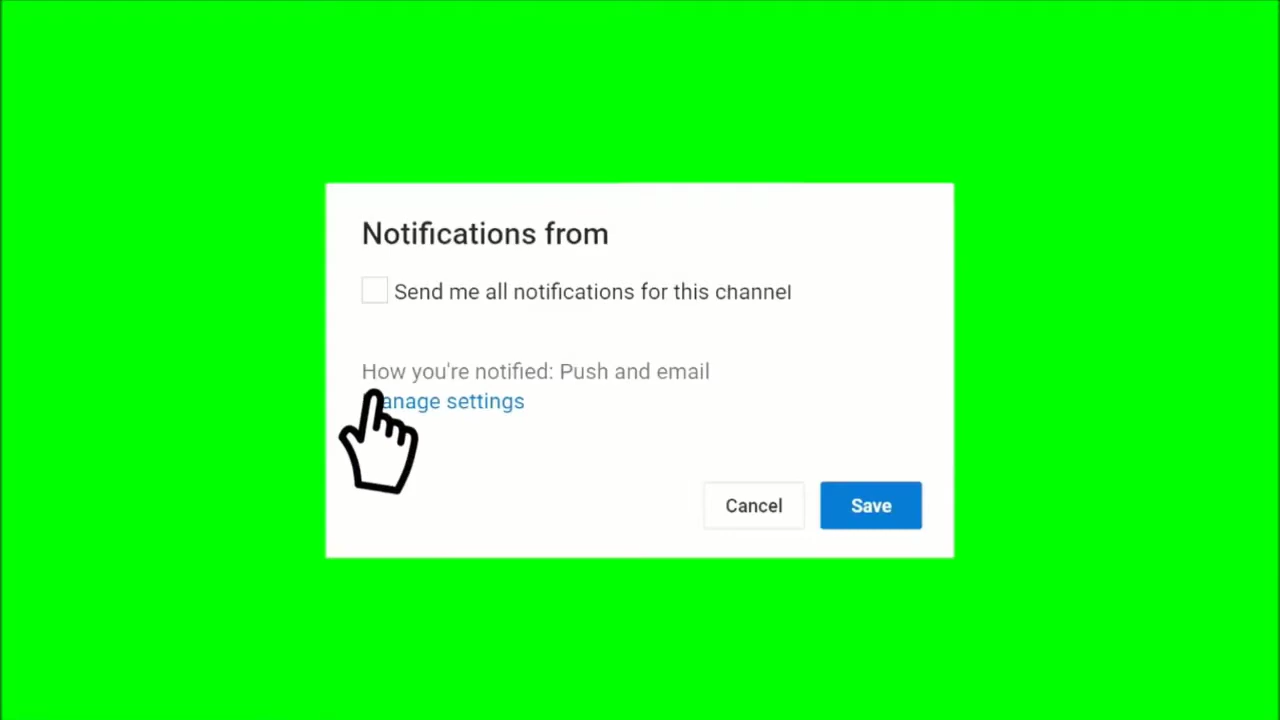 Notifications from
Send me all notifications for this channel
How you're notified: Push and email
anage settings
Cancel
Save